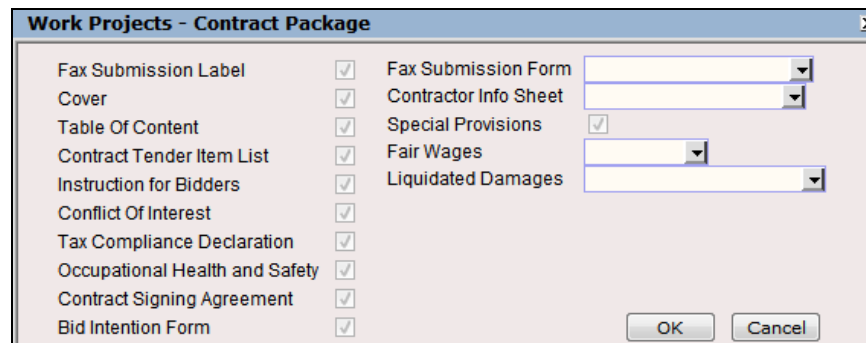 Work Projects - Contract Package
Fax Submission Label
Cover
Table Of Content
Contract Tender Item List
Instruction for Bidders
Conflict Of Interest
Tax Compliance Declaration
Occupational Health and Safety
Contract Signing Agreement
Bid Intention Form
Fax Submission Form
Contractor Info Sheet
Special Provisions
Fair Wages
Liquidated Damages
OK
Cancel